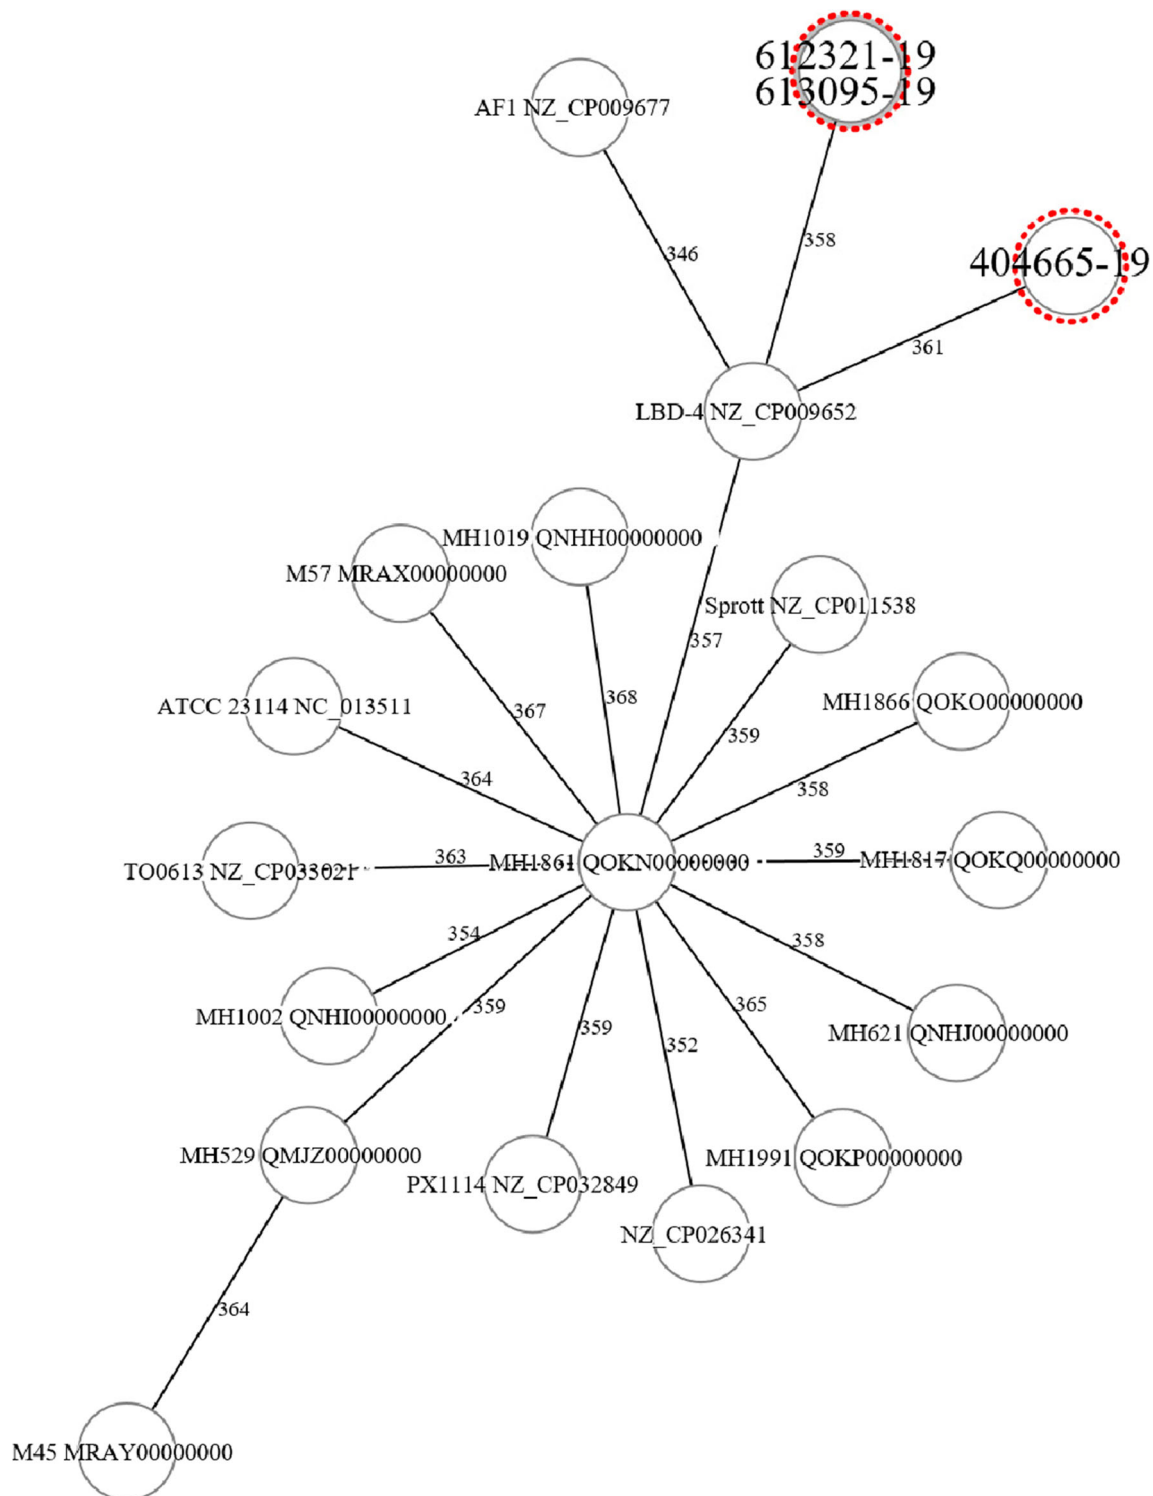 612321-19
613095-19
AF1 NZ_CP009677
358
346
404665-19
361
LBD-4 NZ_CP009652
MH1019 QNHH00000000
M57 MRAX00000000
Sprott NZ_CP011538
357
368
MH1866 QOKO00000000
ATCC 23114 NC_013511
367
359
364
358
363
359
TO0613 NZ_CP033021
MH1861 QOKN00000000
MH1817 QOKQ00000000
354
358
359
365
MH1002 QNHI00000000
359
352
MH621 QNHJ00000000
MH529 QMJZ00000000
PX1114 NZ_CP032849
MH1991 QOKP00000000
NZ_CP026341
364
M45 MRAY00000000